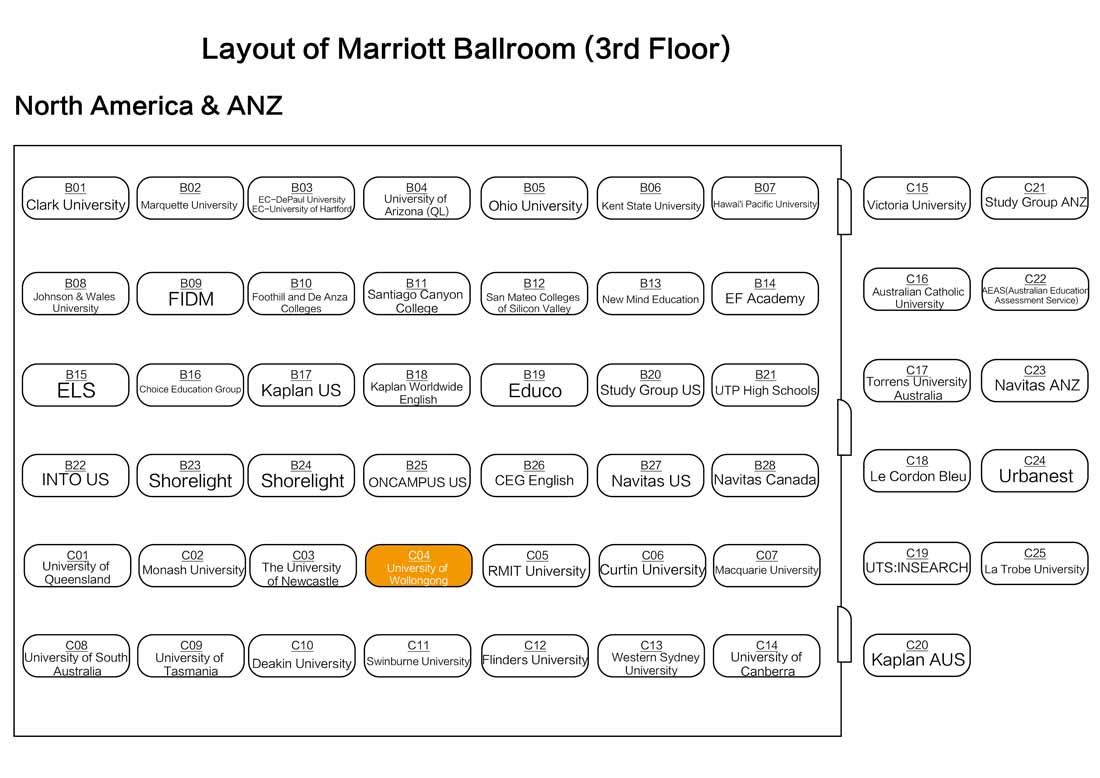 Layout of Marriott Ballroom (3rd Floor)
North America & ANZ
B01
Clark University
B02
Marquette University
B03
EC-DePaul University
EC-University of Hartford
B04
University of
Arizona (QL)
B05
Ohio University
B06
Kent State University
B07
Hawai'i Pacific University
C15
Victoria University
C21
Study Group ANZ
B08
Johnson & Wales
University
B09
FIDM
B10
Foothill and De Anza
Colleges
B11
Santiago Canyon
College
B12
San Mateo Colleges
of Silicon Valley
B13
New Mind Education
B14
EF Academy
C16
Australian Catholic
University
C22
AEAS(Australian Education
Assessment Service)
B15
ELS
B16
Choice Education Group
B17
Kaplan US
B18
Kaplan Worldwide
English
B19
Educo
B20
Study Group US
B21
UTP High Schools
C17
Torrens University
Australia
C23
Navitas ANZ
B22
INTO US
B23
Shorelight
B24
Shorelight
B25
ONCAMPUS US
B26
CEG English
B27
Navitas US
B28
Navitas Canada
C18
Le Cordon Bleu
C24
Urbanest
C01
University of
Queensland
C02
Monash University
C03
The University
of Newcastle
C04
University of
Wollongong
C05
RMIT University
C06
Curtin University
C07
Macquarie University
C19
UTS:INSEARCH
C25
La Trobe University
C08
University of South
Australia
C09
University of
Tasmania
C10
Deakin University
C11
Swinburne University
C12
Flinders University
C13
Western Sydney
University
C14
University of
Canberra
C20
Kaplan AUS